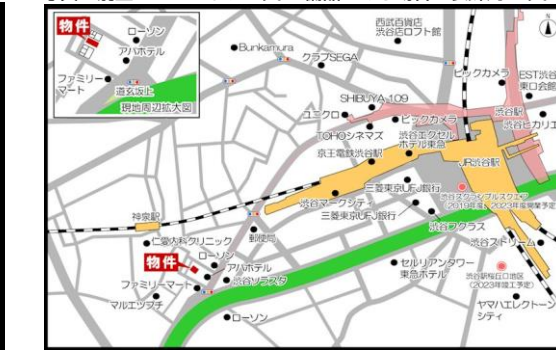 物件
ローソン
アパホテル
ファミリー
マート
道玄坂上
現地周辺拡大図
西武百貨店
渋谷店ロフト館
Bunkamura
クラブSEGA
ビックカメラ
EST渋谷
東口会館
SHIBUYA 109
ユニクロ
ビックカメラ
渋谷駅
渋谷ヒカリエ
TOHOシネマズ
渋谷エクセル
ホテル東急
京王電鉄渋谷駅
JR渋谷駅
三菱東京UFJ銀行
渋谷スクランブルスクエア
渋谷マークシティ
三菱東京UFJ銀行
神泉駅
渋谷フクラス
仁愛内科クリニック
郵便局
渋谷ストリーム
物件
ローソン
アパホテル
セルリアンタワー
東急ホテル
渋谷駅桜丘口地区
(2023年竣工予定)
ファミリーマート
渋谷ソラスタ
マルエツプチ
ヤマハエレクトーン
シティ
ローソン